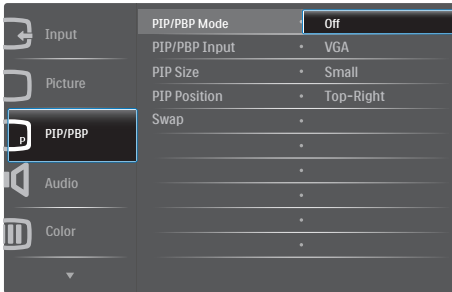 Input
Picture
PIP/PBP
Audio
Color
PIP/PBP Mode • Off
PIP/PBP Input • VGA
PIP Size • Small
PIP Position • Top-Right
Swap •
P